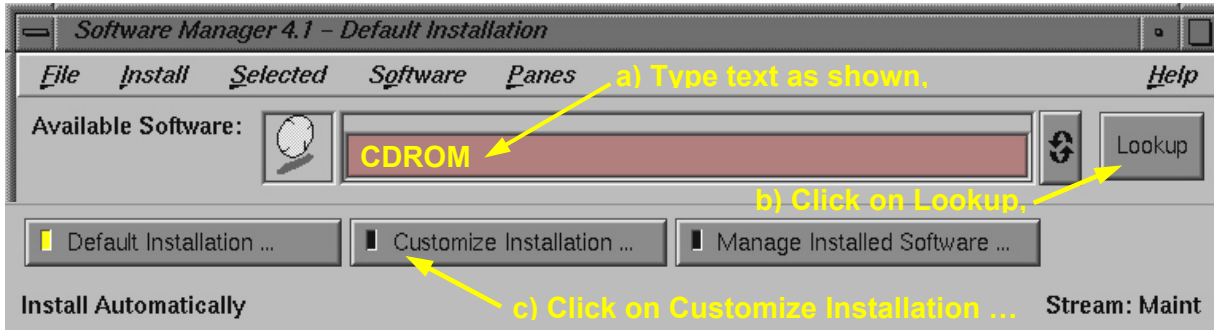 Software Manager 4.1 – Default Installation
File Install Selected Software Panes Help
a) Type text as shown,
Available Software:
CDROM
Lookup
b) Click on Lookup,
Default Installation ... Customize Installation ... Manage Installed Software ...
Install Automatically
c) Click on Customize Installation …
Stream: Maint